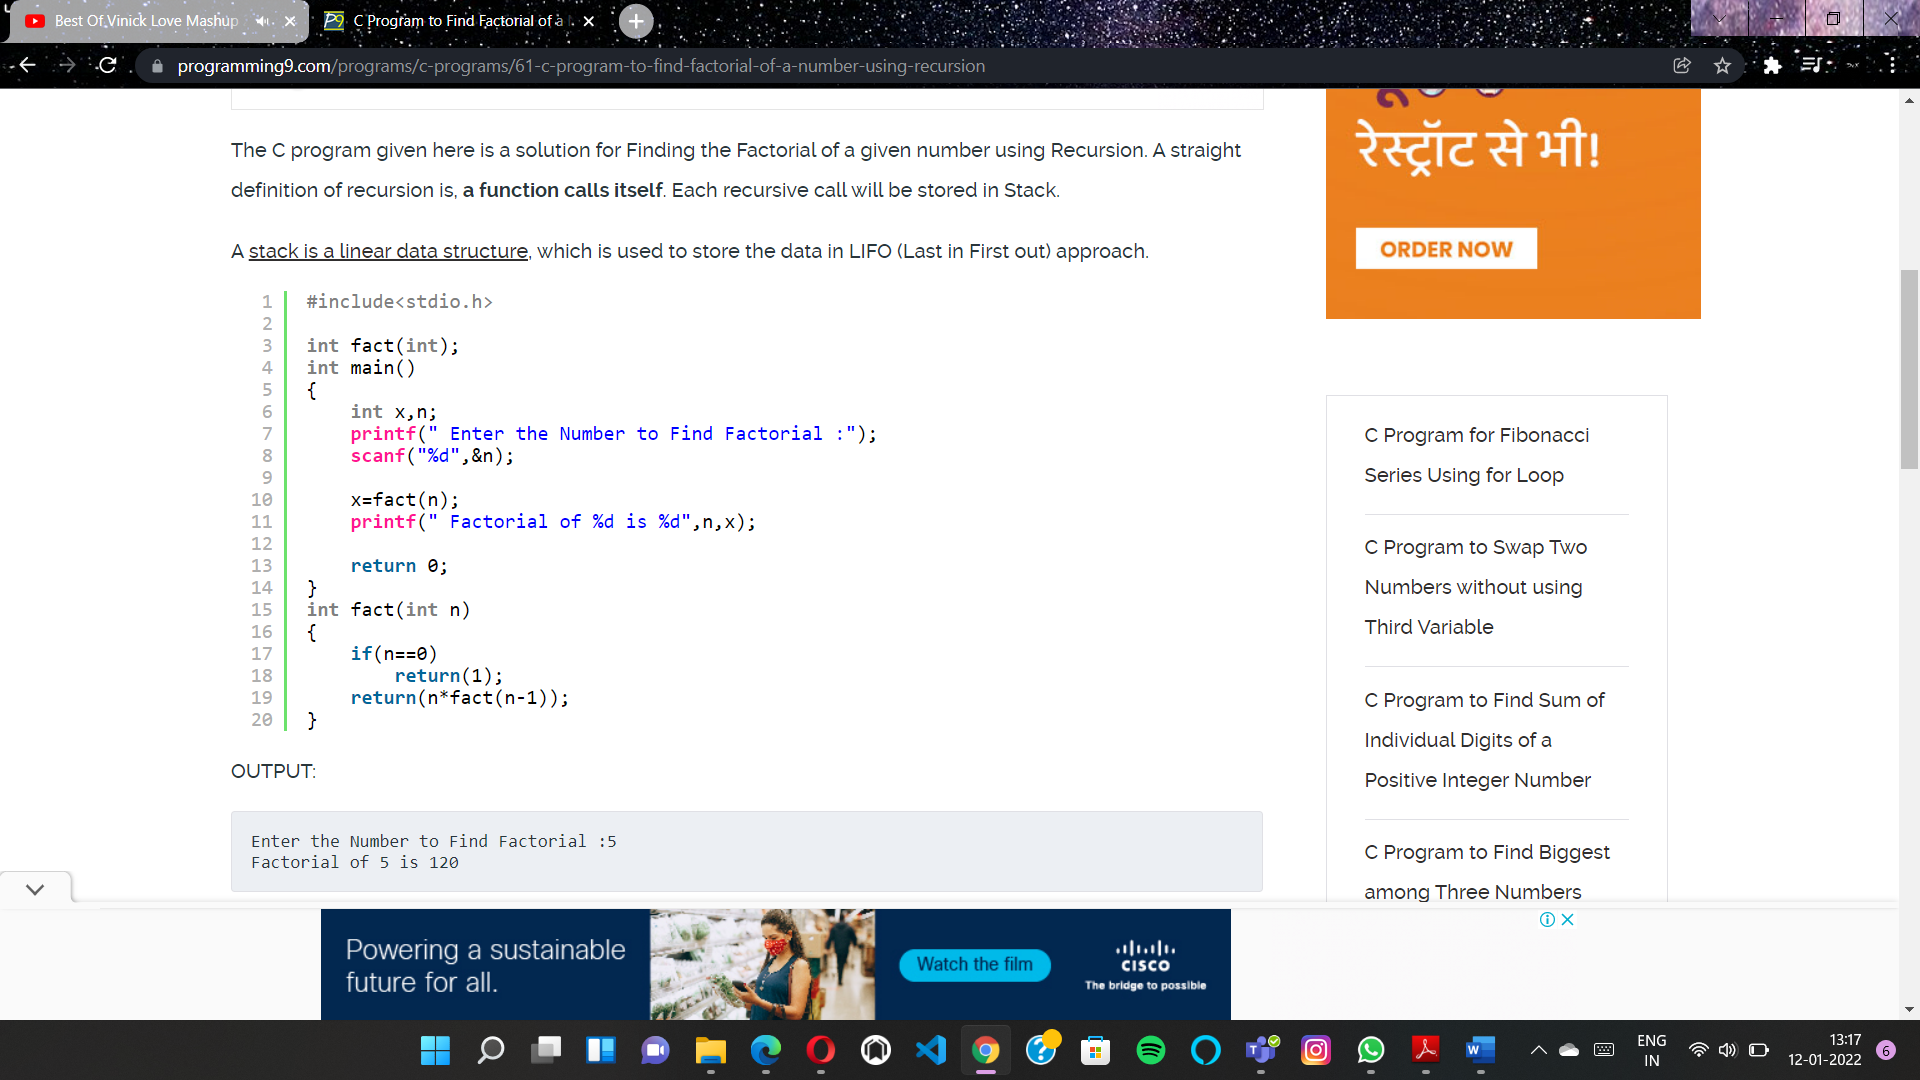 Best Of Vinick Love Mashup
C Program to Find Factorial of a
programming9.com/programs/c-programs/61-c-program-to-find-factorial-of-a-number-using-recursion
The C program given here is a solution for Finding the Factorial of a given number using Recursion. A straight
definition of recursion is, a function calls itself. Each recursive call will be stored in Stack.
A stack is a linear data structure, which is used to store the data in LIFO (Last in First out) approach.
1 #include<stdio.h>
2
3 int fact(int);
4 int main()
5 {
6 int x,n;
7 printf(" Enter the Number to Find Factorial :");
8 scanf("%d",&n);
9
10 x=fact(n);
11 printf(" Factorial of %d is %d",n,x);
12
13 return 0;
14 }
15 int fact(int n)
16 {
17 if(n==0)
18 return(1);
19 return(n*fact(n-1));
20 }
OUTPUT:
Enter the Number to Find Factorial :5
Factorial of 5 is 120
रेस्ट्रॉट से भी!
ORDER NOW
C Program for Fibonacci
Series Using for Loop
C Program to Swap Two
Numbers without using
Third Variable
C Program to Find Sum of
Individual Digits of a
Positive Integer Number
C Program to Find Biggest
among Three Numbers
Powering a sustainable
future for all.
Watch the film
CISCO
The bridge to possible
ENG
IN
13:17
12-01-2022
6